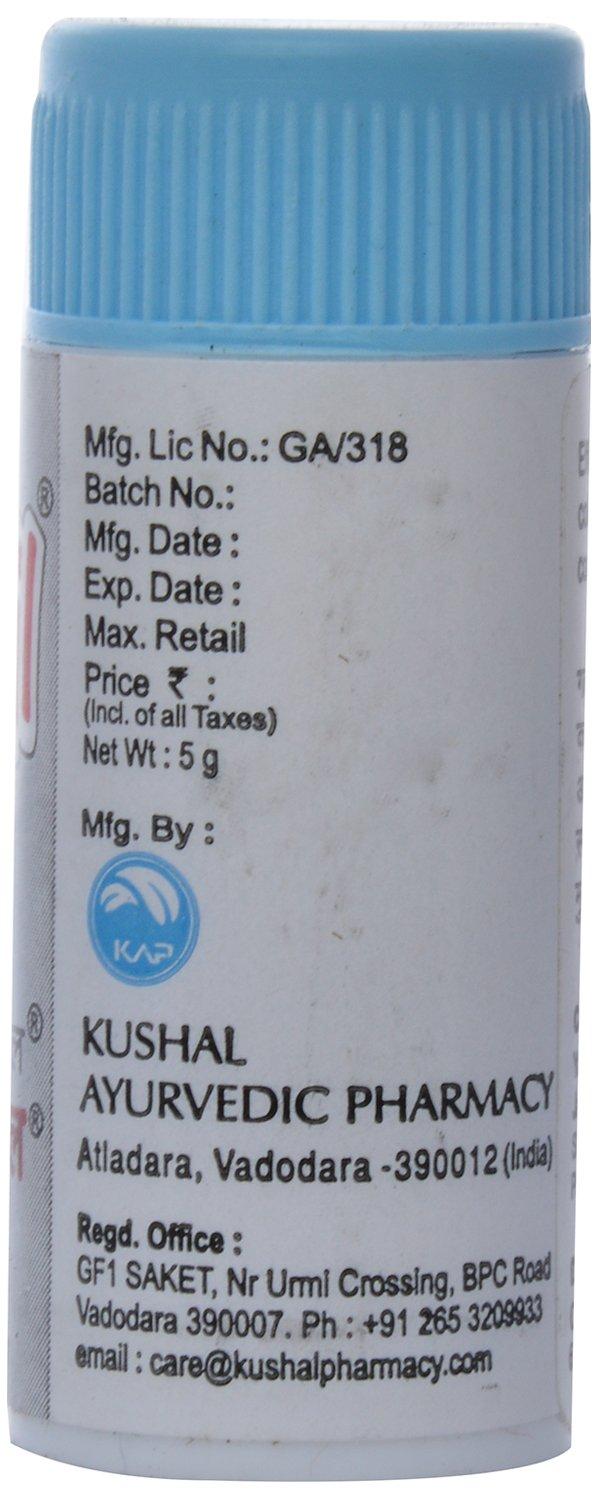 Mfg. Lic No.: GA/318
Batch No.:
Mfg. Date :
Exp. Date :
Max. Retail
Price ₹ :
(Incl. of all Taxes)
Net Wt : 5 g
Mfg. By :
KAP
KUSHAL
AYURVEDIC PHARMACY
Atladara, Vadodara -390012 (India)
Regd. Office :
GF1 SAKET, Nr Urmi Crossing, BPC Road
Vadodara 390007. Ph : +91 265 3209933
email : care@kushalpharmacy.com